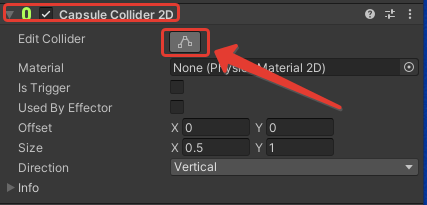 Capsule Collider 2D
Edit Collider
Material None (Physics Material 2D)
Is Trigger
Used By Effector
Offset X 0 Y 0
Size X 0.5 Y 1
Direction Vertical
Info